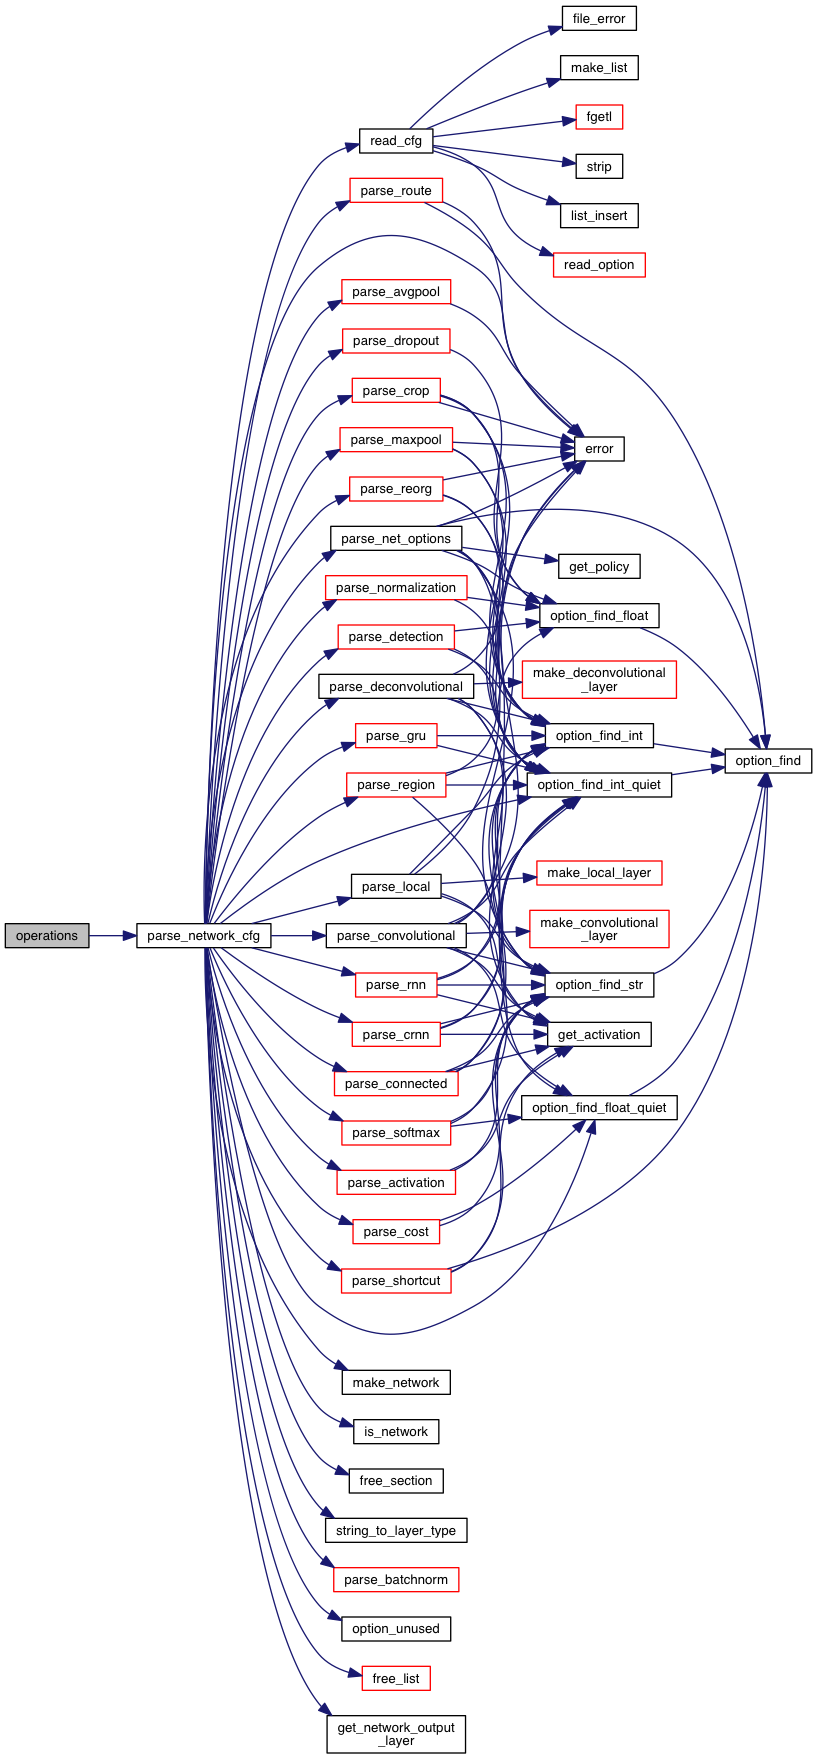 file_error
make_list
fgetl
read_cfg
strip
parse_route
list_insert
read_option
parse_avgpool
parse_dropout
parse_crop
parse_maxpool
error
parse_reorg
parse_net_options
get_policy
parse_normalization
option_find_float
parse_detection
make_deconvolutional
_layer
parse_deconvolutional
parse_gru
option_find_int
option_find
parse_region
option_find_int_quiet
make_local_layer
parse_local
make_convolutional
_layer
operations
parse_network_cfg
parse_convolutional
parse_rnn
option_find_str
parse_crnn
get_activation
parse_connected
option_find_float_quiet
parse_softmax
parse_activation
parse_cost
parse_shortcut
make_network
is_network
free_section
string_to_layer_type
parse_batchnorm
option_unused
free_list
get_network_output
_layer